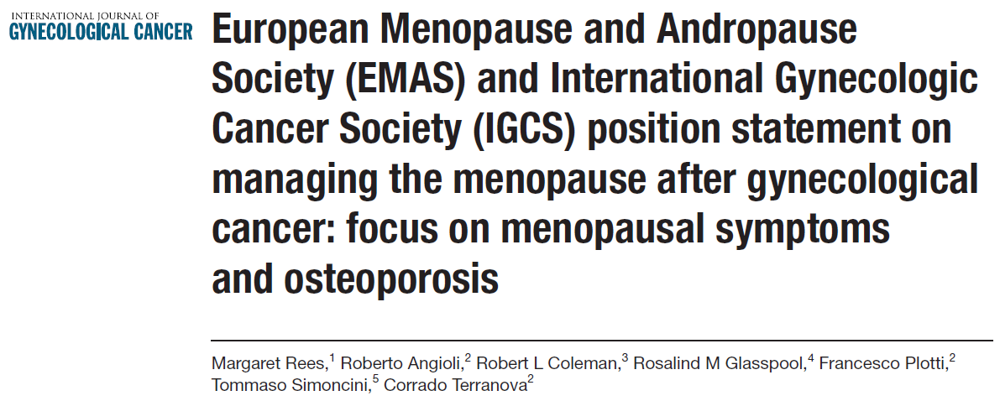 INTERNATIONAL JOURNAL OF
GYNECOLOGICAL CANCER
European Menopause and Andropause
Society (EMAS) and International Gynecologic
Cancer Society (IGCS) position statement on
managing the menopause after gynecological
cancer: focus on menopausal symptoms
and osteoporosis
Margaret Rees,1 Roberto Angioli,2 Robert L Coleman,3 Rosalind M Glasspool,4 Francesco Plotti,2
Tommaso Simoncini,5 Corrado Terranova2